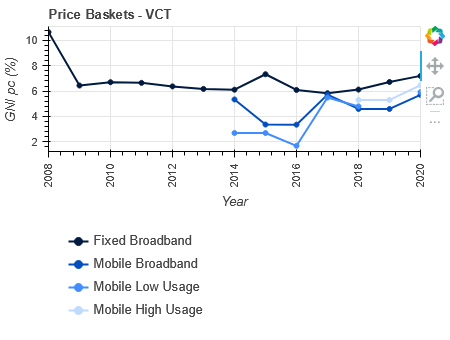 Price Baskets - VCT
GNI pc (%)
10
8
6
4
2
2008
2010
2012
2014
2016
2018
2020
Year
Fixed Broadband
Mobile Broadband
Mobile Low Usage
Mobile High Usage